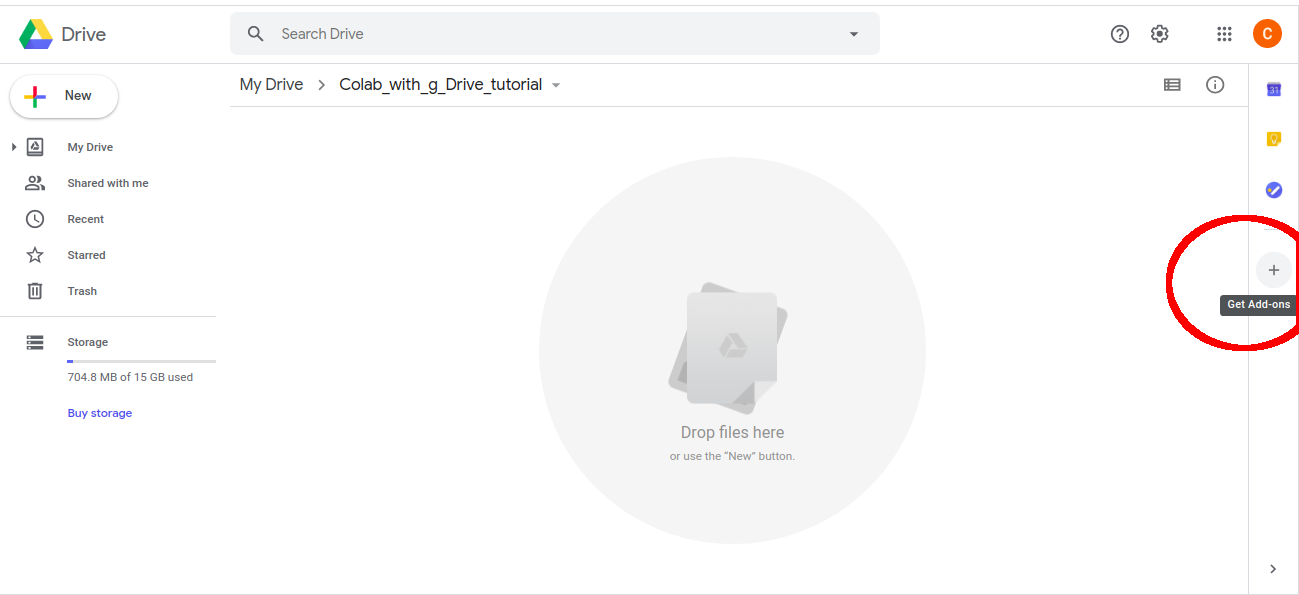 Drive
Search Drive
C
New
My Drive > Colab_with_g_Drive_tutorial
31
My Drive
Shared with me
Recent
Starred
Trash
Get Add-ons
Storage
704.8 MB of 15 GB used
Buy storage
Drop files here
or use the “New” button.